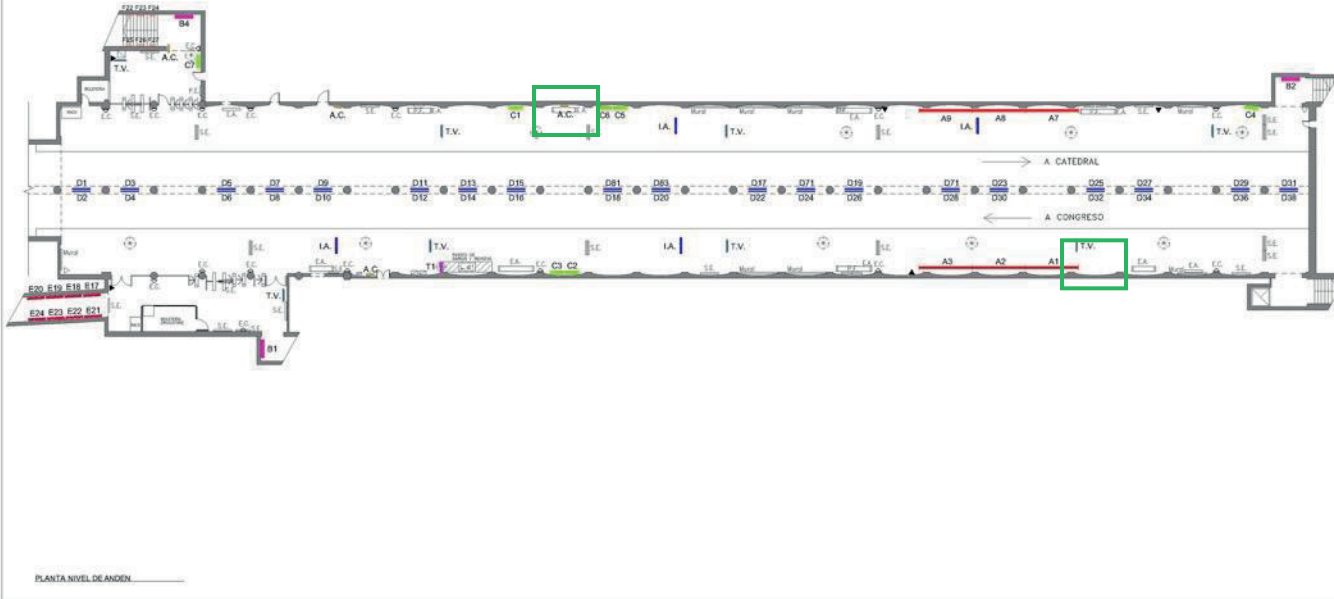 F22 F23 F24
B4
F25 F26 F27
E.C.
S.E.
A.C.
C7
T.V.
F.E.
BOLETERIA
B2
E.C. E.C. E.C. E.A. E.C. A.C. S.E. E.C. E.A. C1 A.C. C6 C5 Mural Mural Mural E.A. E.C. A9 A8 A7 E.A. S.E. Mural E.C. C4
S.E. T.V. S.E. I.A. T.V. S.E. I.A. T.V. S.E.
S.E.
A CATEDRAL
D1 D3 D5 D7 D9 D11 D13 D15 D81 D83 D17 D71 D19 D71 D23 D25 D27 D29 D31
D2 D4 D6 D8 D10 D12 D14 D16 D18 D20 D22 D24 D26 D28 D30 D32 D34 D36 D38
A CONGRESO
Mural S.E. I.A. T.V. S.E. I.A. T.V. S.E. T.V. S.E.
S.E.
E.C. E.C. E.C. E.A. E.C. A.C. T1 E.A. E.C. C3 C2 S.E. Mural Mural E.C. A3 A2 A1 E.A. S.E. Mural E.A. E.C.
E20 E19 E18 E17
S.E. T.V.
S.E.
E24 E23 E22 E21
S.E. E.C. S.E.
B1
PLANTA NIVEL DE ANDEN